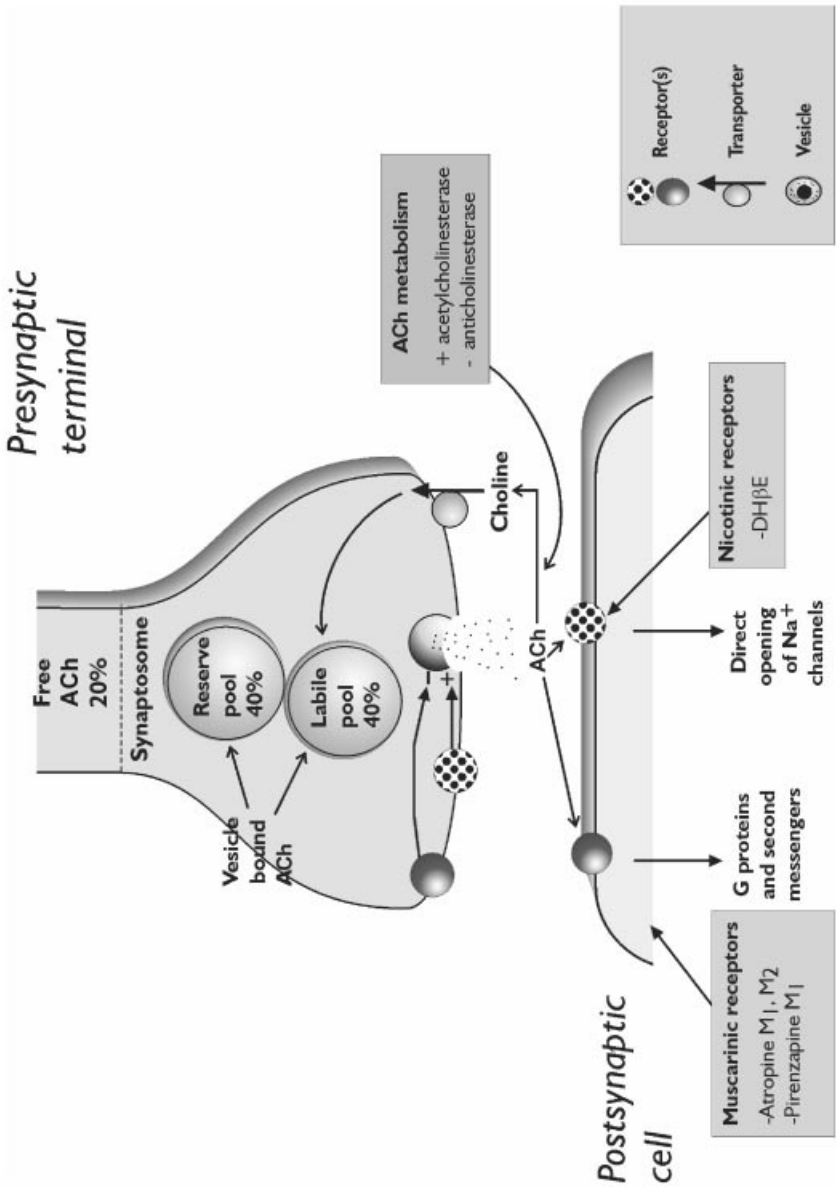 Presynaptic
terminal
Free
ACh
20%
Synaptosome
Reserve
pool
40%
Labile
pool
40%
Vesicle
bound
ACh
-
+
ACh
Choline
ACh metabolism
+ acetylcholinesterase
- anticholinesterase
Postsynaptic
cell
Muscarinic receptors
-Atropine M1, M2
-Pirenzapine M1
G proteins
and second
messengers
Direct
opening
of Na+
channels
Nicotinic receptors
-DHβE
Receptor(s)
Transporter
Vesicle